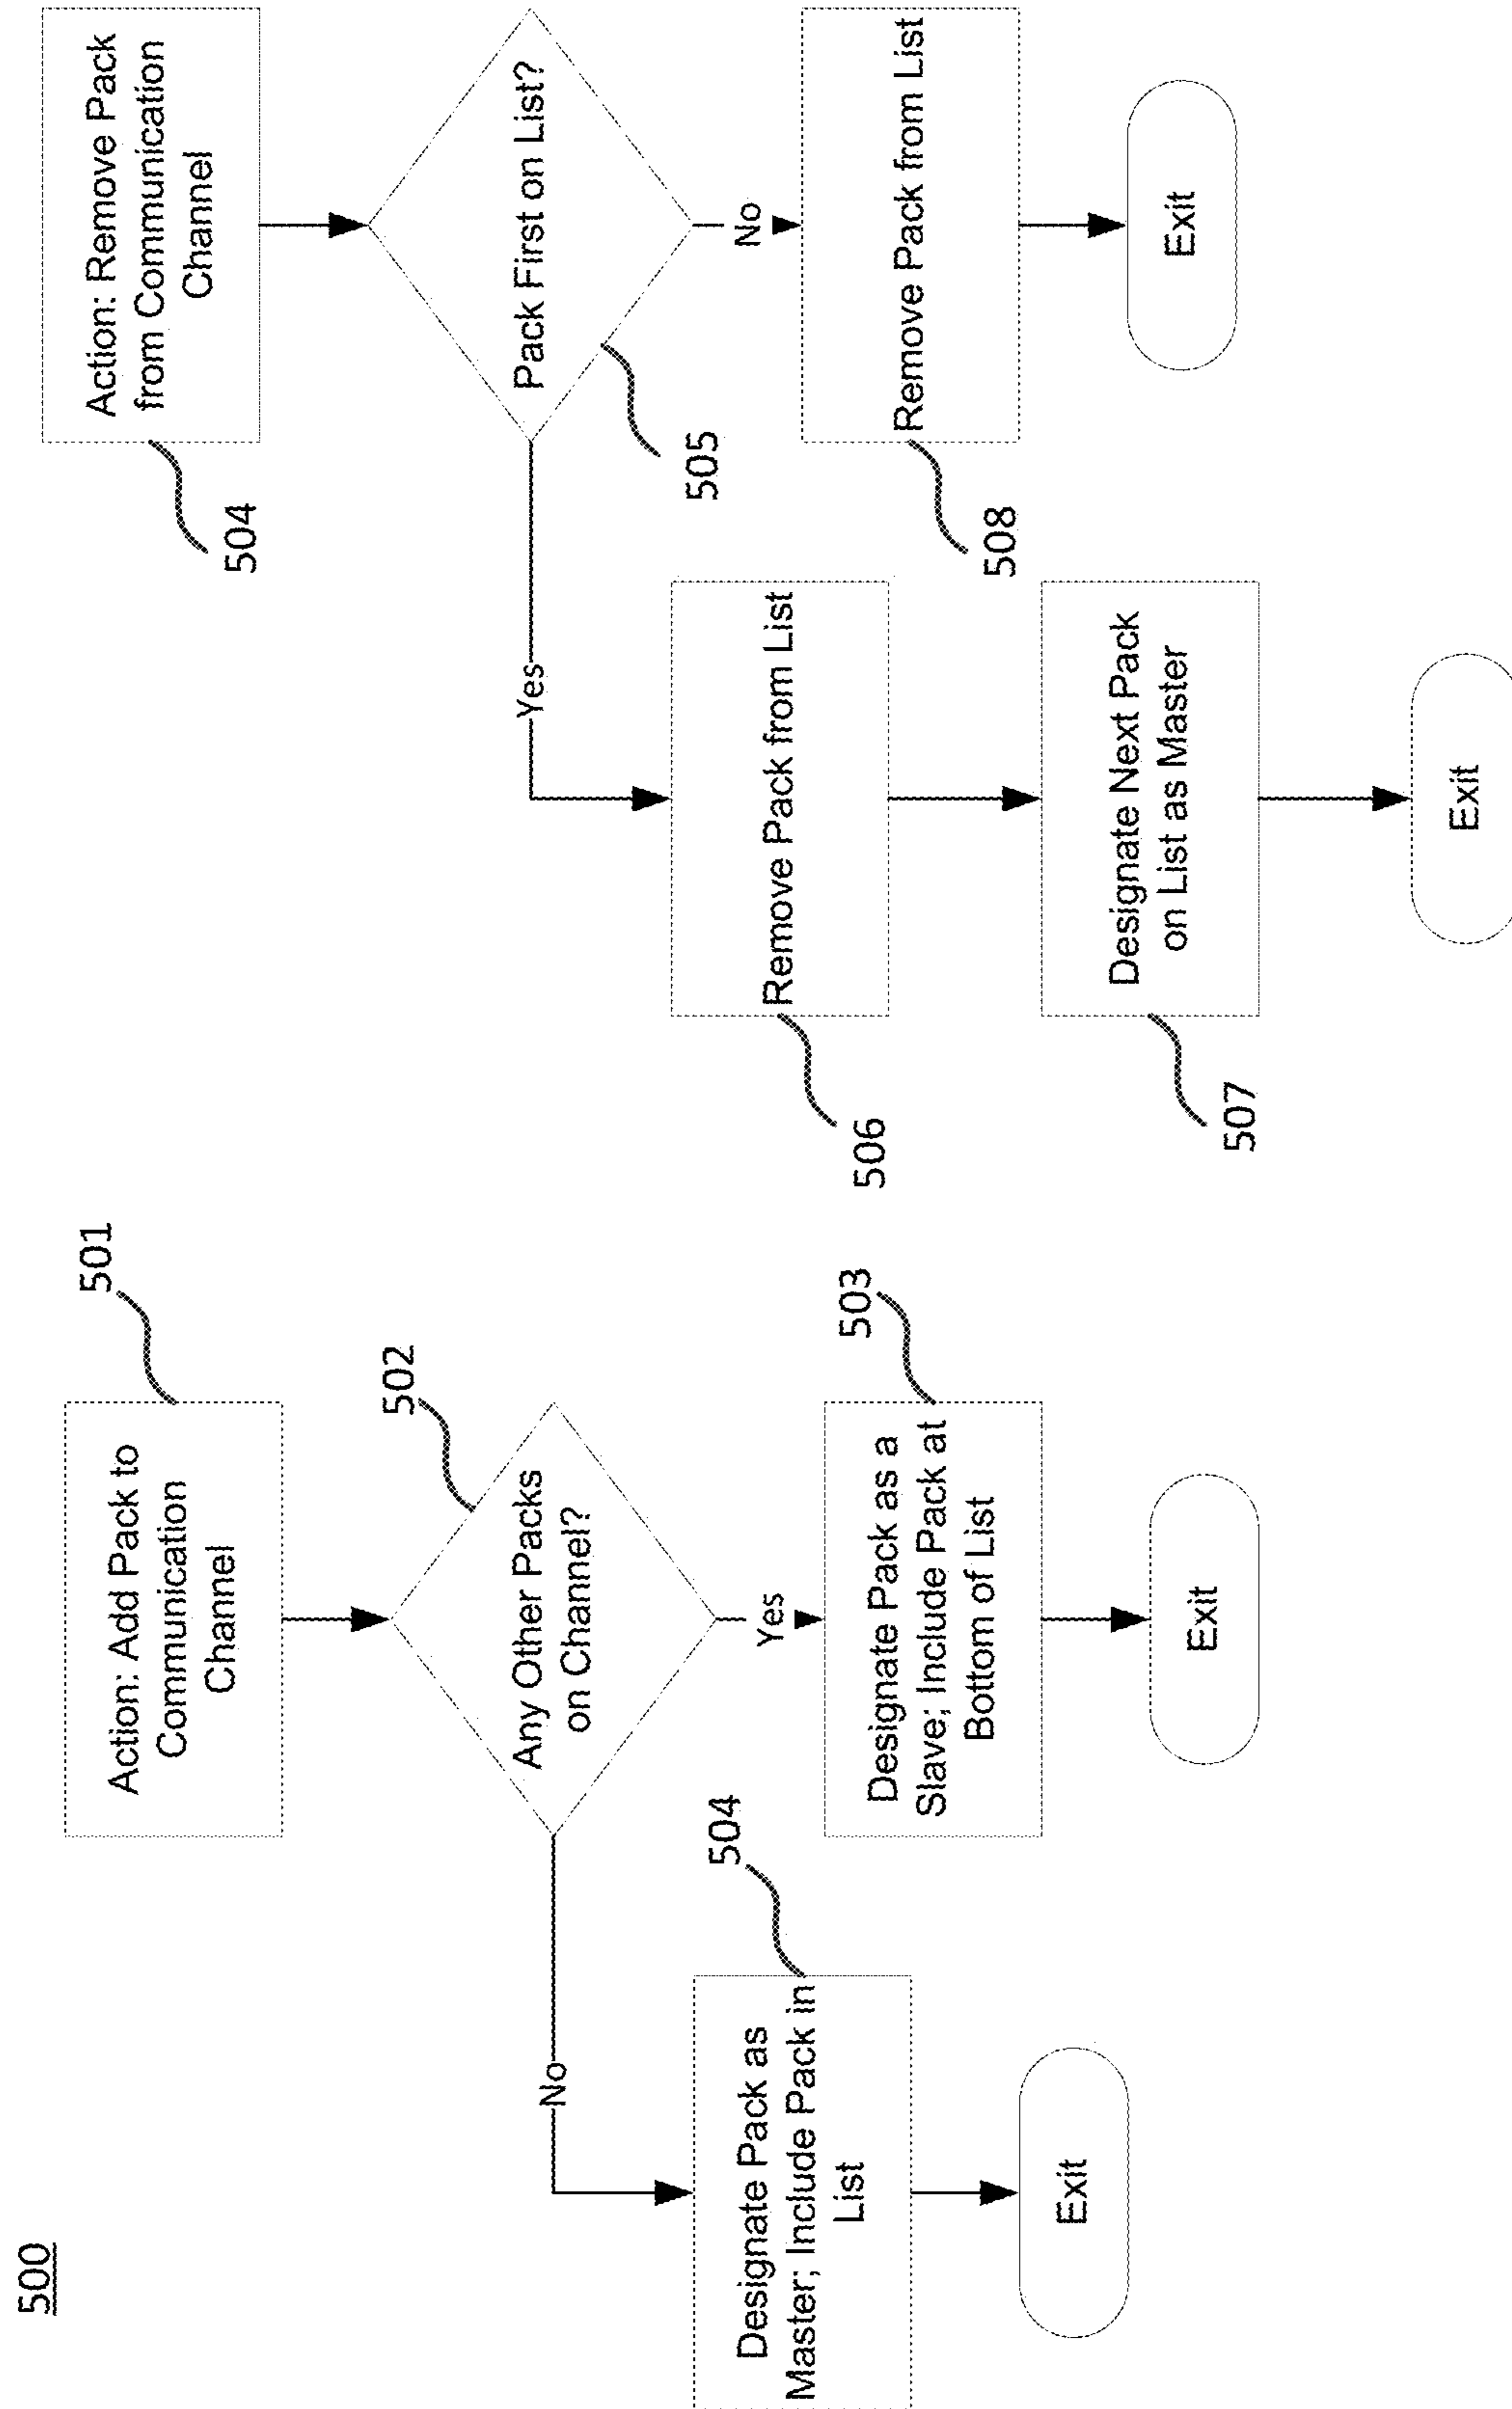 500
501
Action: Add Pack to
Communication
Channel
502
Any Other Packs
on Channel?
No
Yes
504
Designate Pack as
Master; Include Pack in
List
Exit
503
Designate Pack as a
Slave; Include Pack at
Bottom of List
Exit
504
Action: Remove Pack
from Communication
Channel
505
Pack First on List?
Yes
No
506
Remove Pack from List
507
Designate Next Pack
on List as Master
Exit
508
Remove Pack from List
Exit